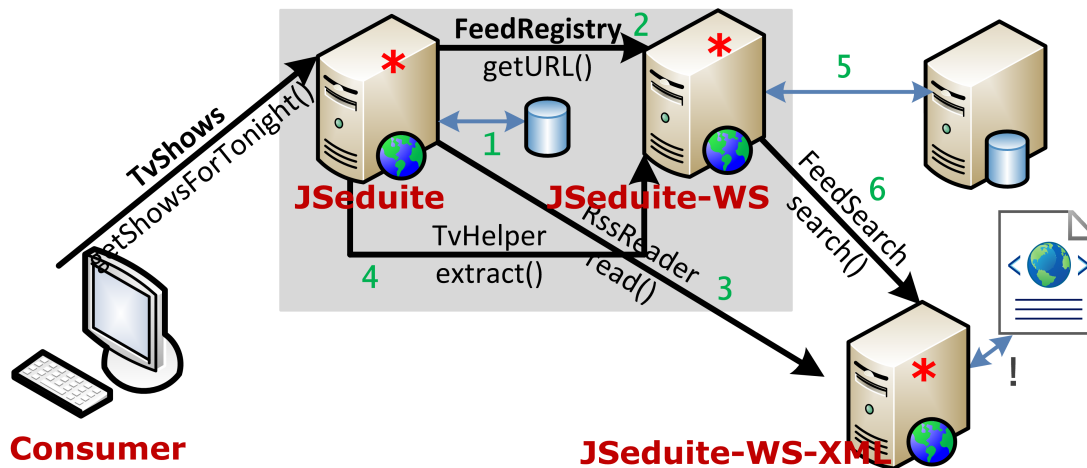 FeedRegistry
2
getURL()
*
*
5
1
TvShows
getShowsForTonight()
JSeduite
JSeduite-WS
FeedSearch
6
search()
TvHelper
RssReader
extract()
read()
4
3
< >
*
!
Consumer
JSeduite-WS-XML